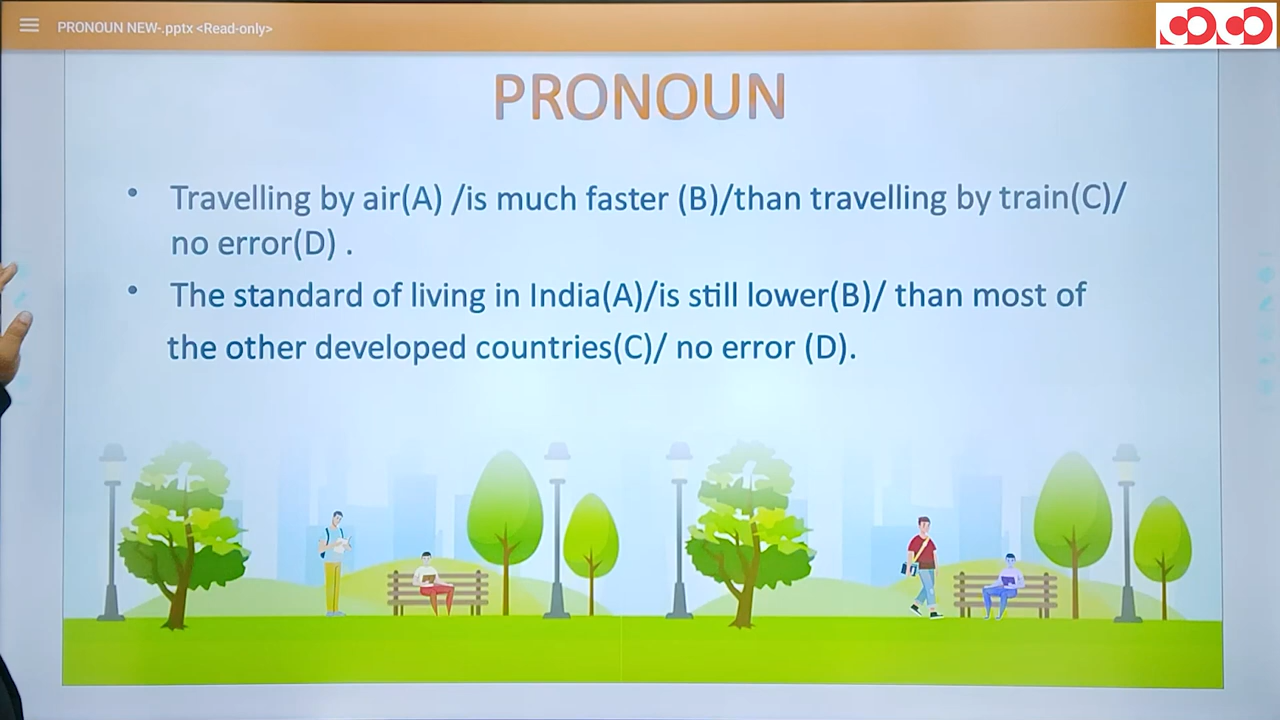 PRONOUN NEW-.pptx <Read-only>
PRONOUN
• Travelling by air(A) /is much faster (B)/than travelling by train(C)/
no error(D) .
• The standard of living in India(A)/is still lower(B)/ than most of
the other developed countries(C)/ no error (D).